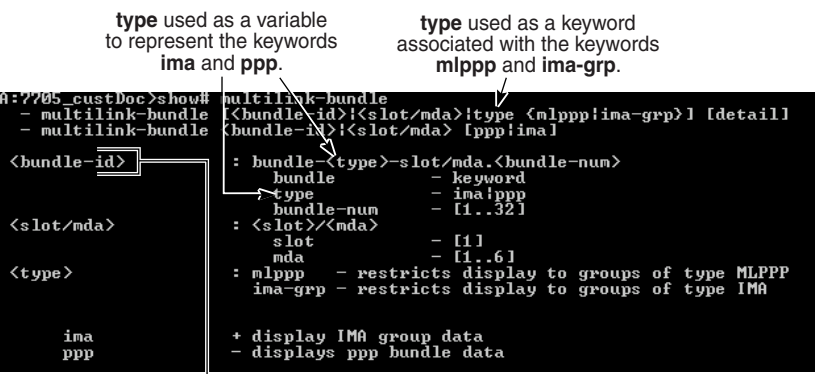 type used as a variable
to represent the keywords
ima and ppp.
type used as a keyword
associated with the keywords
mlppp and ima-grp.
A:7705_custDoc>show# multilink-bundle
- multilink-bundle [<bundle-id>|<slot/mda>|type {mlppp|ima-grp}] [detail]
- multilink-bundle <bundle-id>|<slot/mda> [ppp|ima]
<bundle-id> : bundle-<type>-slot/mda.<bundle-num>
bundle - keyword
type - ima|ppp
bundle-num - [1..32]
<slot/mda> : <slot>/<mda>
slot - [1]
mda - [1..6]
<type> : mlppp - restricts display to groups of type MLPPP
ima-grp - restricts display to groups of type IMA
ima + display IMA group data
ppp - displays ppp bundle data